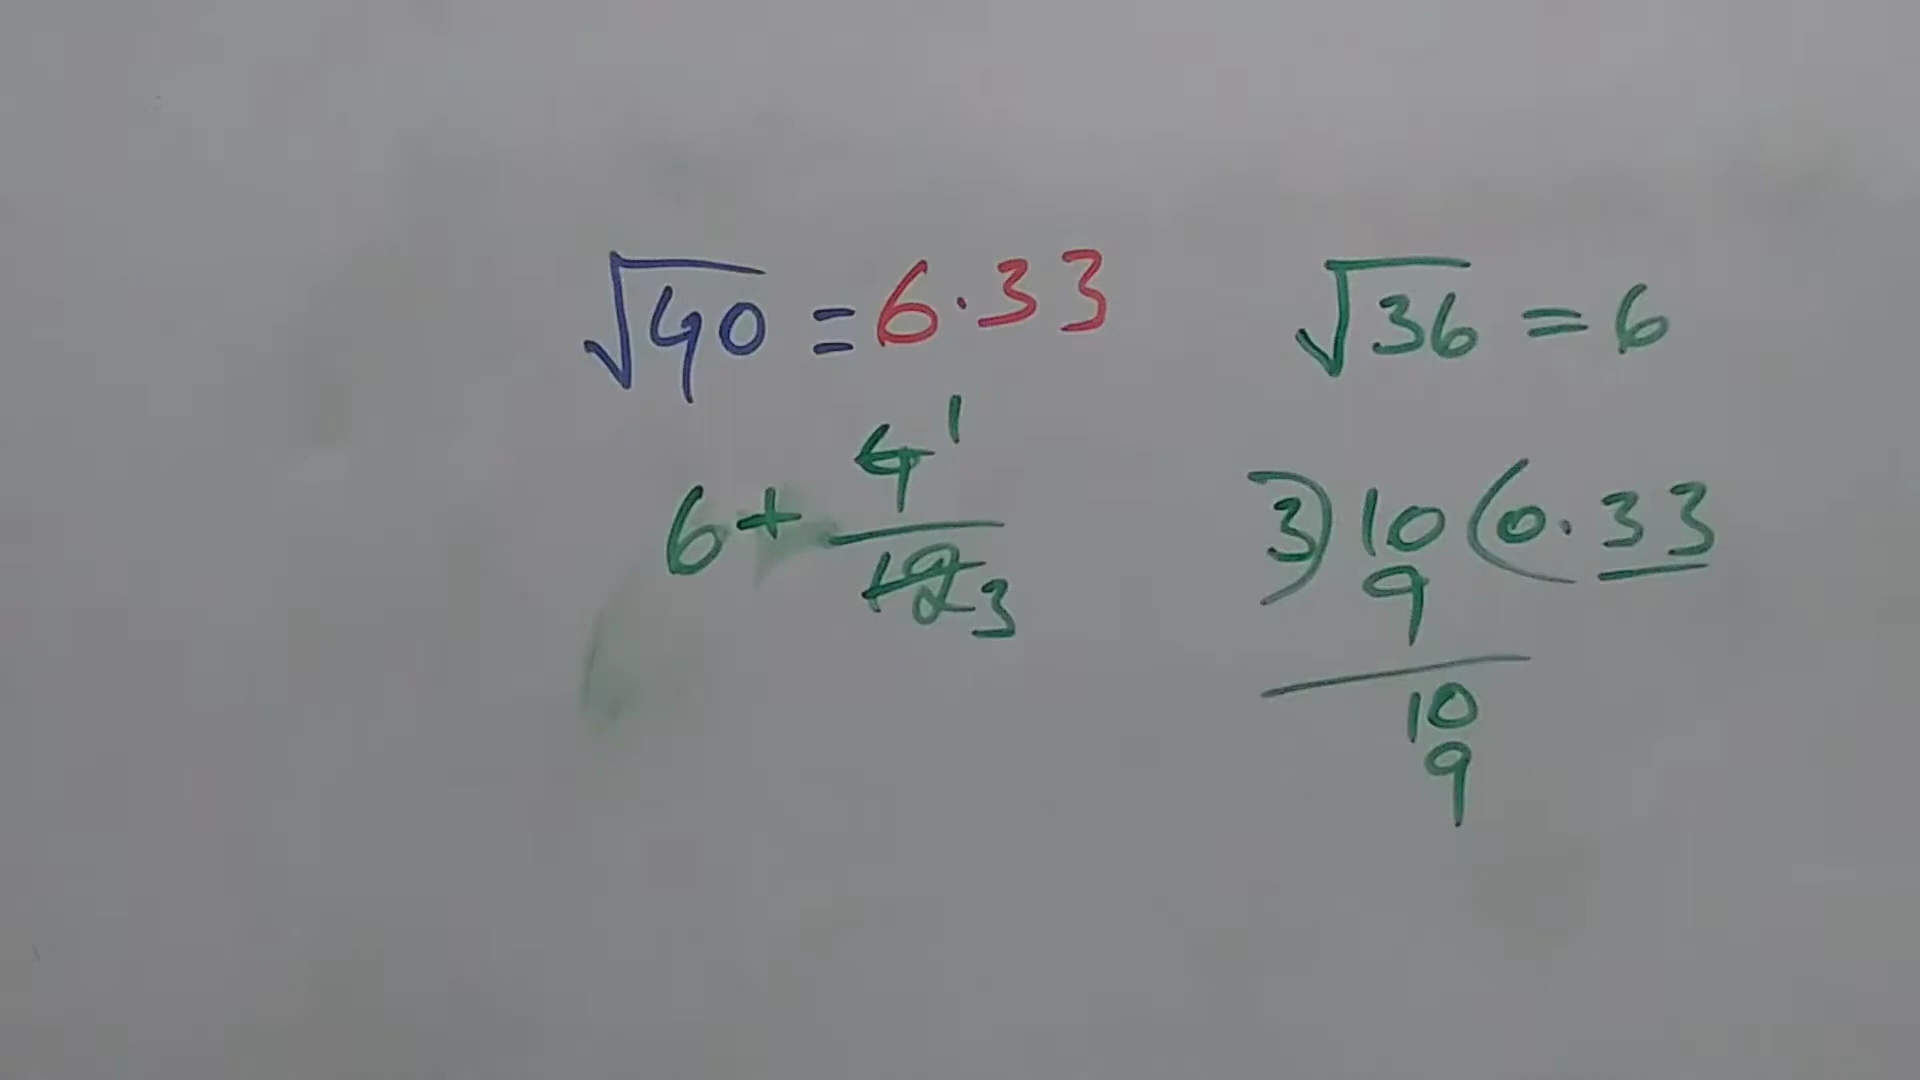 √40 = 6.33
6 + 4 1
12 3
√36 = 6
3) 10 (0.33
9
10
9